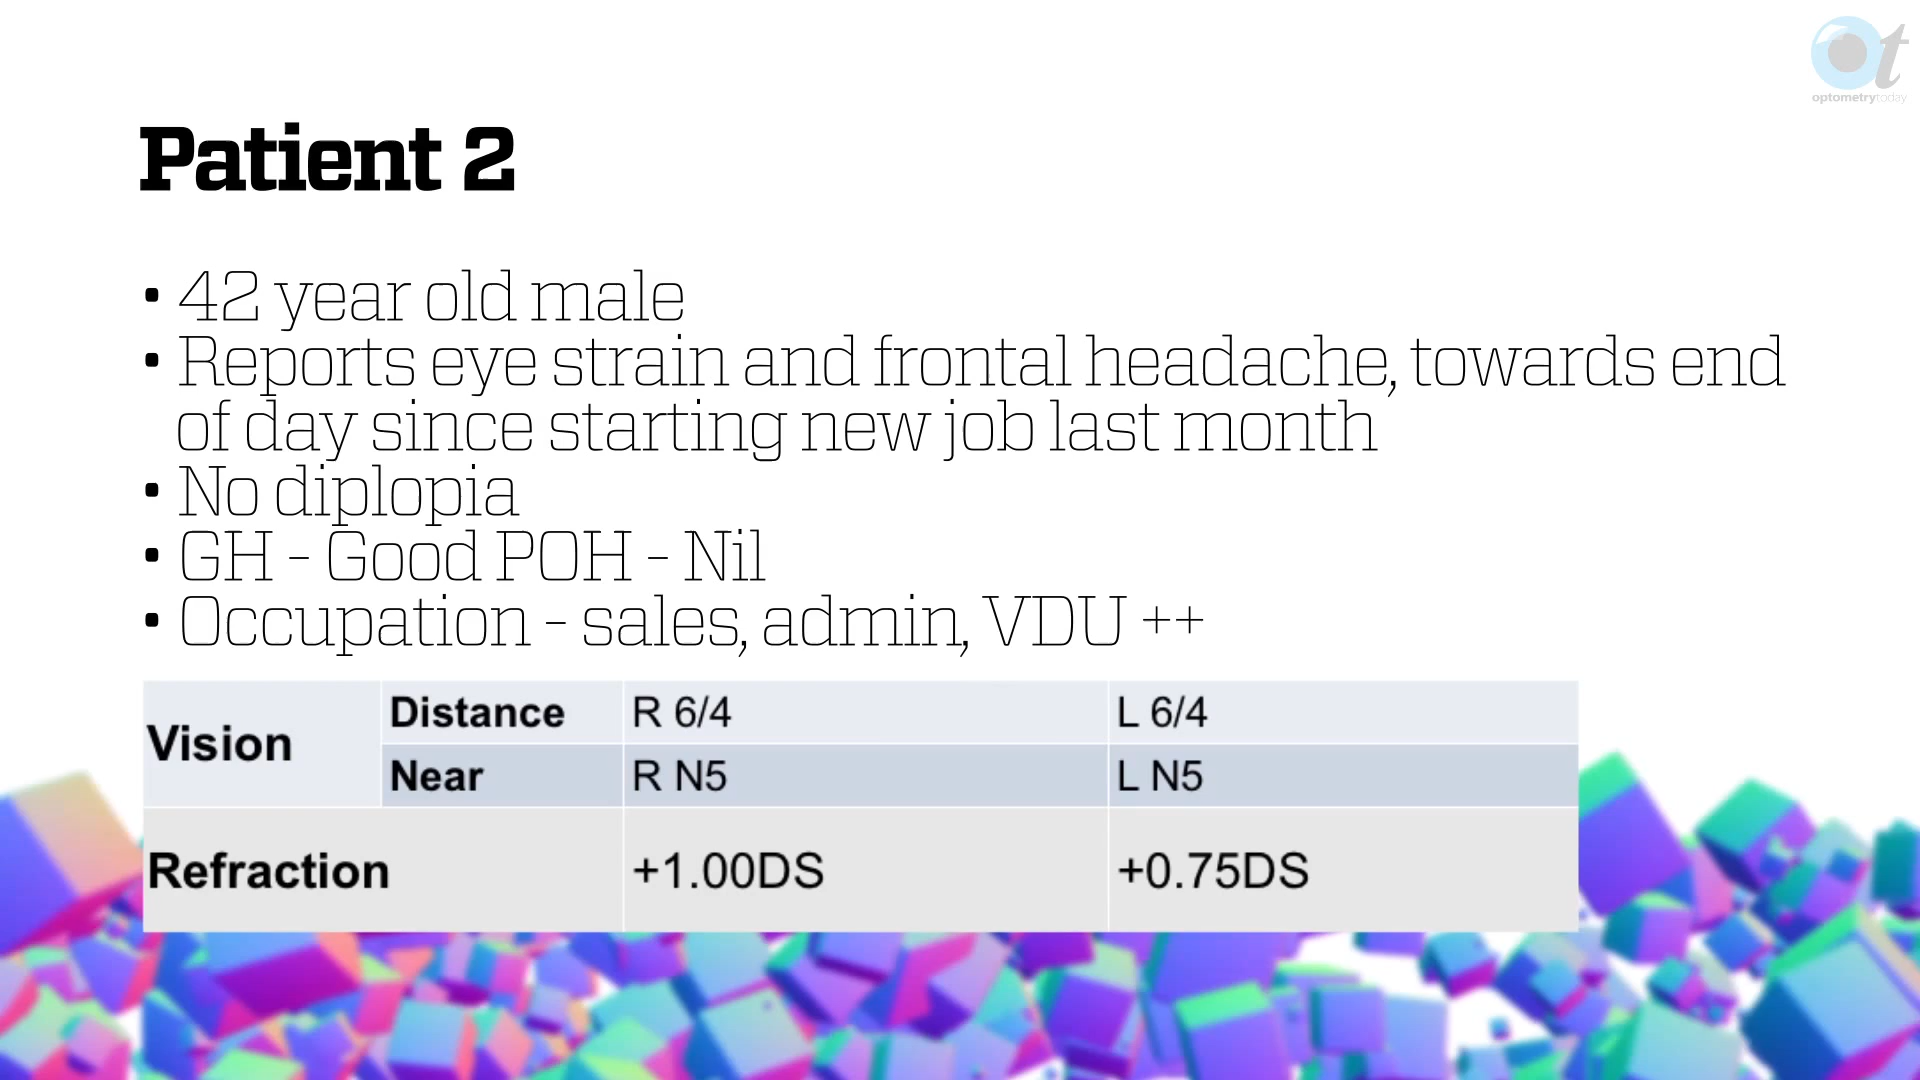 optometrytoday
Patient 2
• 42 year old male
• Reports eye strain and frontal headache, towards end
of day since starting new job last month
• No diplopia
• GH - Good POH - Nil
• Occupation - sales, admin, VDU ++
Vision Distance R 6/4 L 6/4
Near R N5 L N5
Refraction +1.00DS +0.75DS